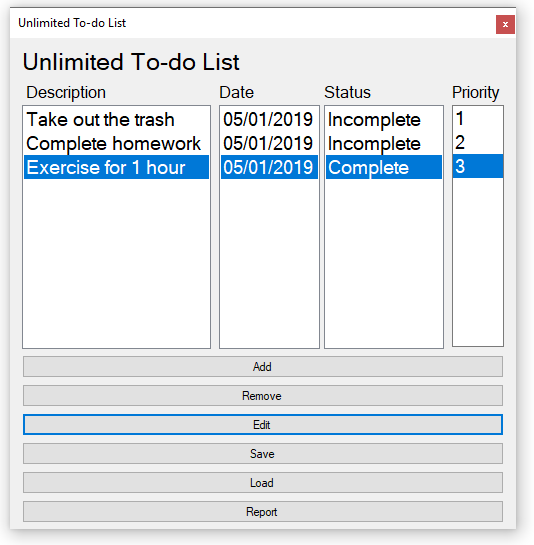 Unlimited To-do List
x
Unlimited To-do List
Description Date Status Priority
Take out the trash 05/01/2019 Incomplete 1
Complete homework 05/01/2019 Incomplete 2
Exercise for 1 hour 05/01/2019 Complete 3
Add
Remove
Edit
Save
Load
Report